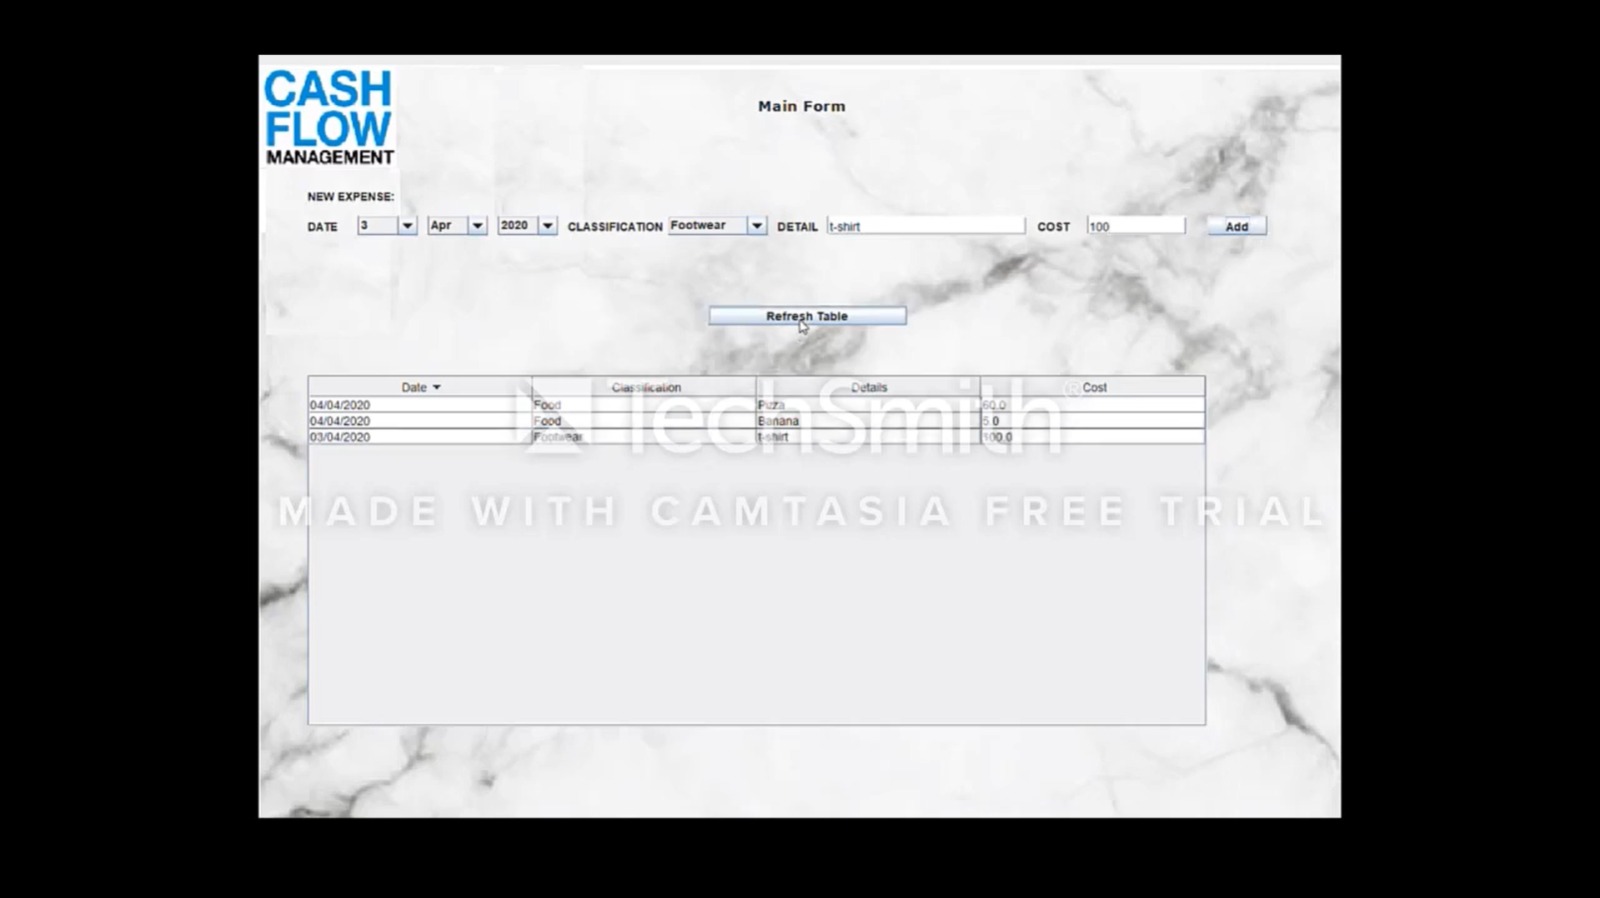 CASH
FLOW
MANAGEMENT
Main Form
NEW EXPENSE:
DATE 3 Apr 2020 CLASSIFICATION Footwear DETAIL t-shirt COST 100 Add
Refresh Table
Date Classification Details Cost
04/04/2020 Food Pizza 60.0
04/04/2020 Food Banana 5.0
03/04/2020 Footwear t-shirt 100.0
TechSmith®
MADE WITH CAMTASIA FREE TRIAL